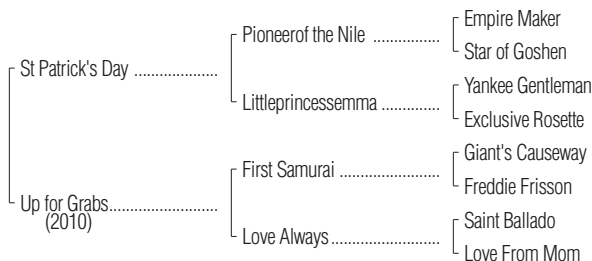 Empire Maker
Pioneerof the Nile ................
Star of Goshen
St Patrick's Day ....................
Yankee Gentleman
Littleprincessemma ..............
Exclusive Rosette
Giant's Causeway
First Samurai .......................
Freddie Frisson
Up for Grabs..........................
(2010)
Saint Ballado
Love Always..........................
Love From Mom